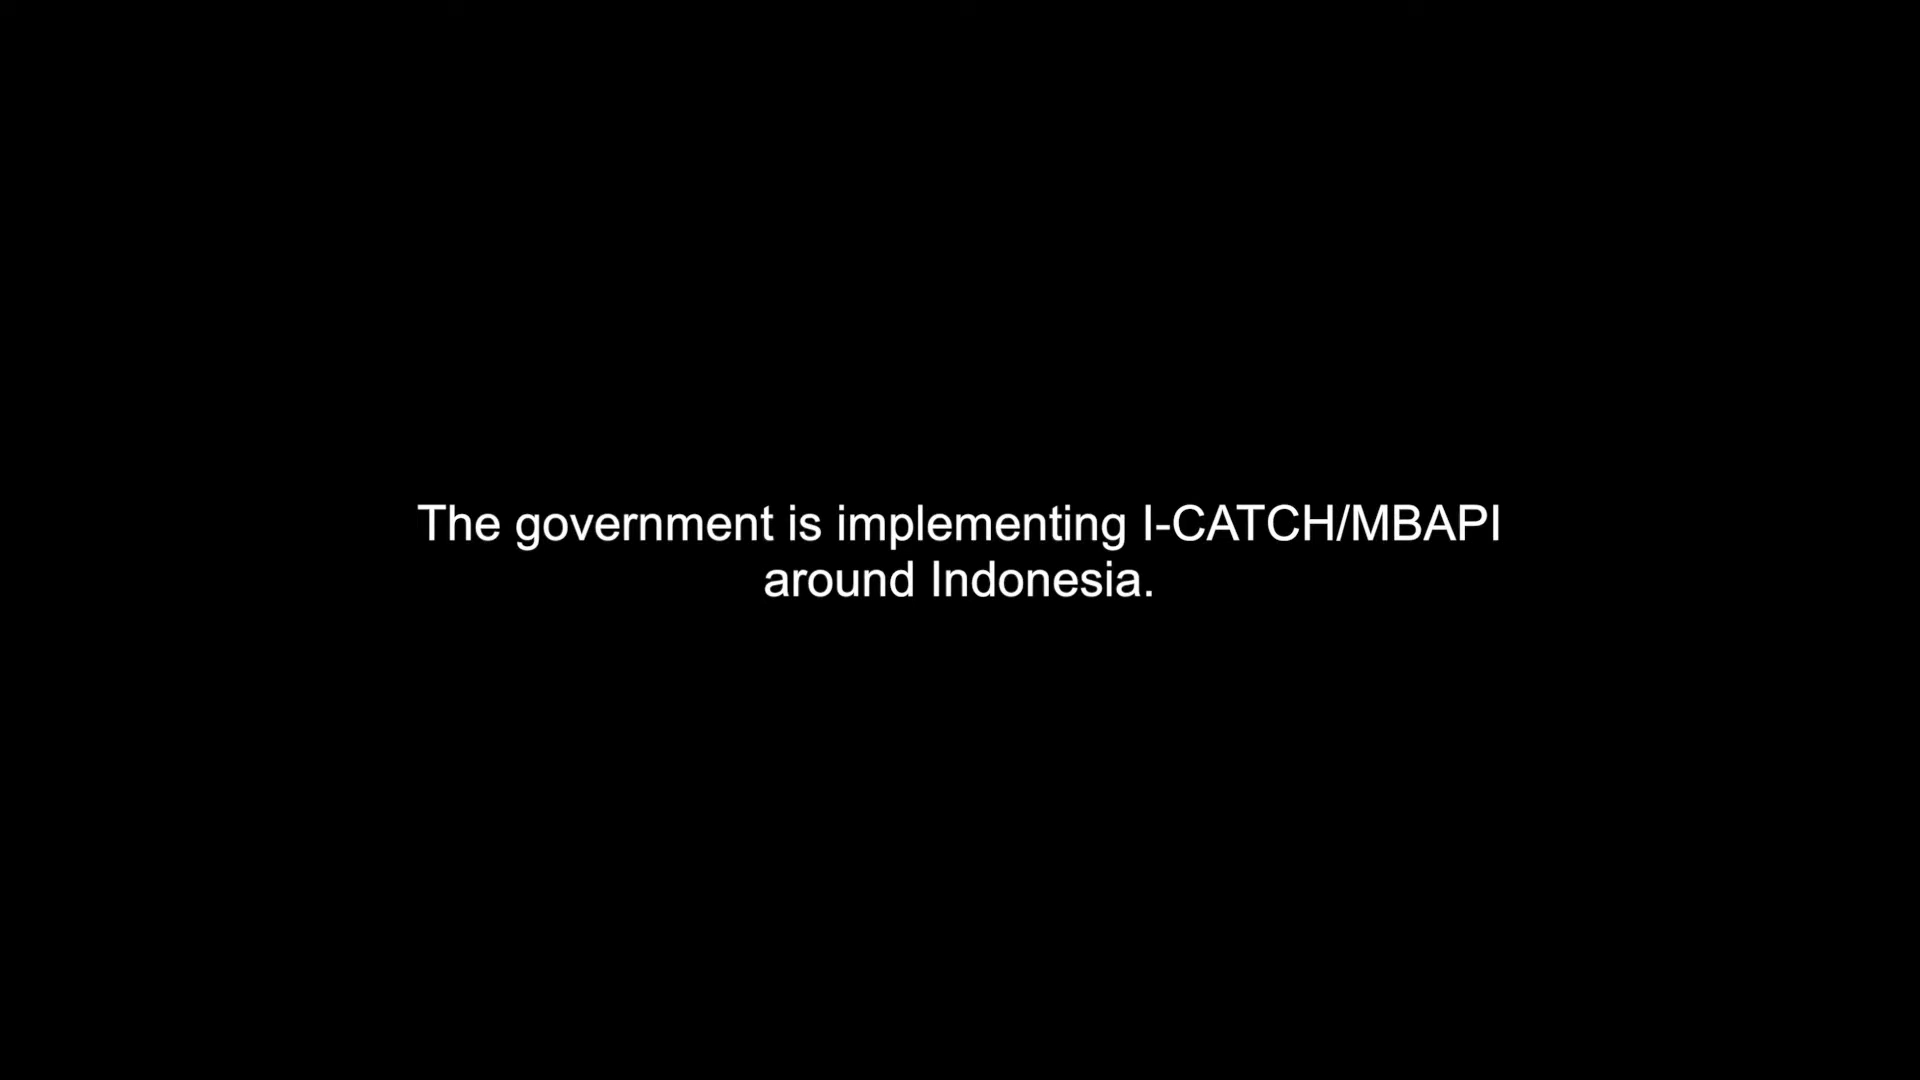 The government is implementing I-CATCH/MBAPI
around Indonesia.